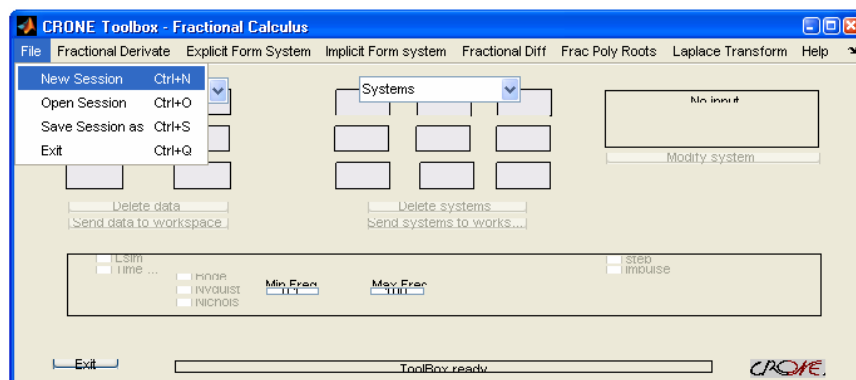 CRONE Toolbox - Fractional Calculus
File Fractional Derivate Explicit Form System Implicit Form system Fractional Diff Frac Poly Roots Laplace Transform Help
New Session Ctrl+N
Open Session Ctrl+O
Save Session as Ctrl+S
Exit Ctrl+Q
Systems
No input
Modify system
Delete data
Delete systems
Send data to workspace
Send systems to works...
Lsim
Time ...
Bode
Nyquist
Nichols
Min Freq
Max Frec
step
impulse
Exit
ToolBox ready
CRONE